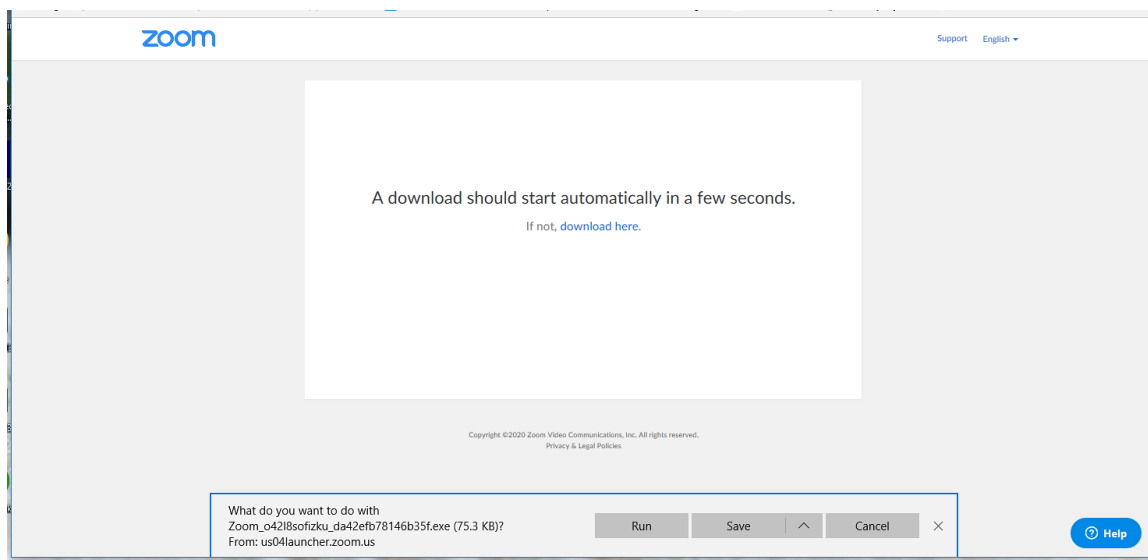 zoom
Support English
A download should start automatically in a few seconds.
If not, download here.
Copyright ©2020 Zoom Video Communications, Inc. All rights reserved.
Privacy & Legal Policies
What do you want to do with
Zoom_o42l8sofizku_da42efb78146b35f.exe (75.3 KB)?
From: us04launcher.zoom.us
Run Save Cancel
Help